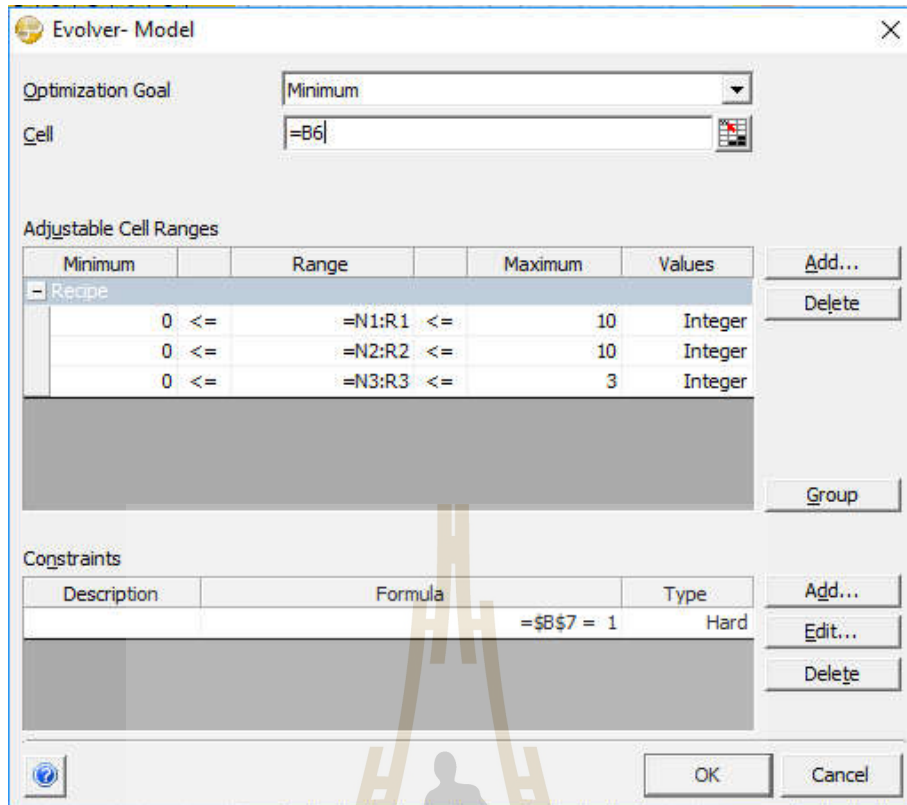 Evolver- Model
Optimization Goal Minimum
Cell =B6
Adjustable Cell Ranges
Minimum Range Maximum Values Add...
Recipe Delete
0 <= =N1:R1 <= 10 Integer
0 <= =N2:R2 <= 10 Integer
0 <= =N3:R3 <= 3 Integer
Group
Constraints
Description Formula Type Add...
=$B$7 = 1 Hard Edit...
Delete
OK Cancel